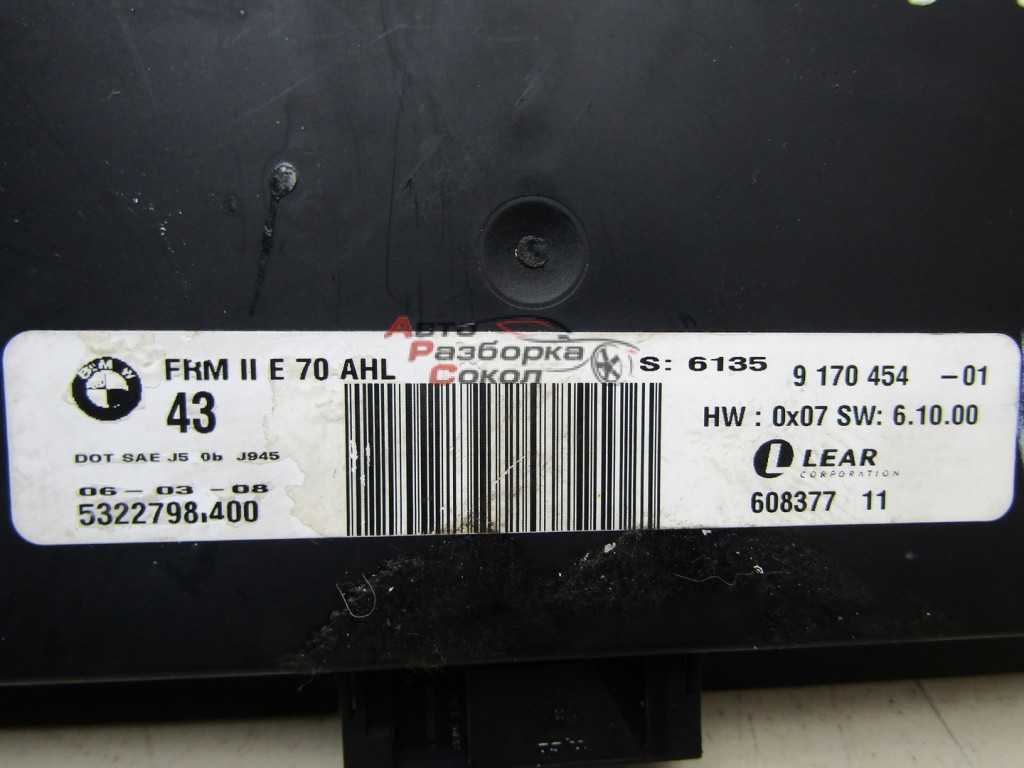 BMW
FRM II E 70 AHL
43
DOT SAE J5 0b J945
06-03-08
5322798 400
Авто
Разборка
Сокол
S: 6135
9 170 454 -01
HW : 0x07 SW: 6.10.00
LEAR
CORPORATION
608377 11